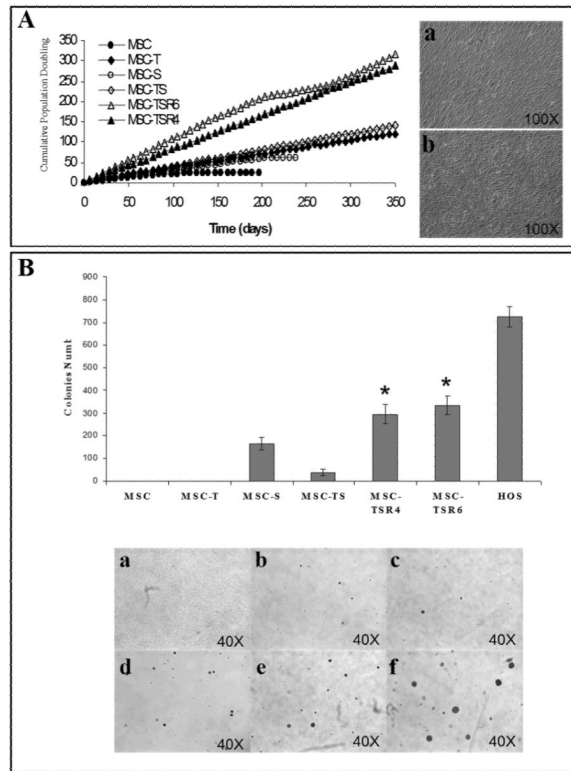 A
Cumulative Population Doubling
350
300
250
200
150
100
50
0
0
50
100
150
200
250
300
350
Time (days)
MSC
MSC-T
MSC-S
MSC-TS
MSC-TSR6
MSC-TSR4
a
100X
b
100X
B
Colonies Numb
900
800
700
600
500
400
300
200
100
0
*
*
MSC
MSC-T
MSC-S
MSC-TS
MSC-
TSR4
MSC-
TSR6
HOS
a
40X
b
40X
c
40X
d
40X
e
40X
f
40X